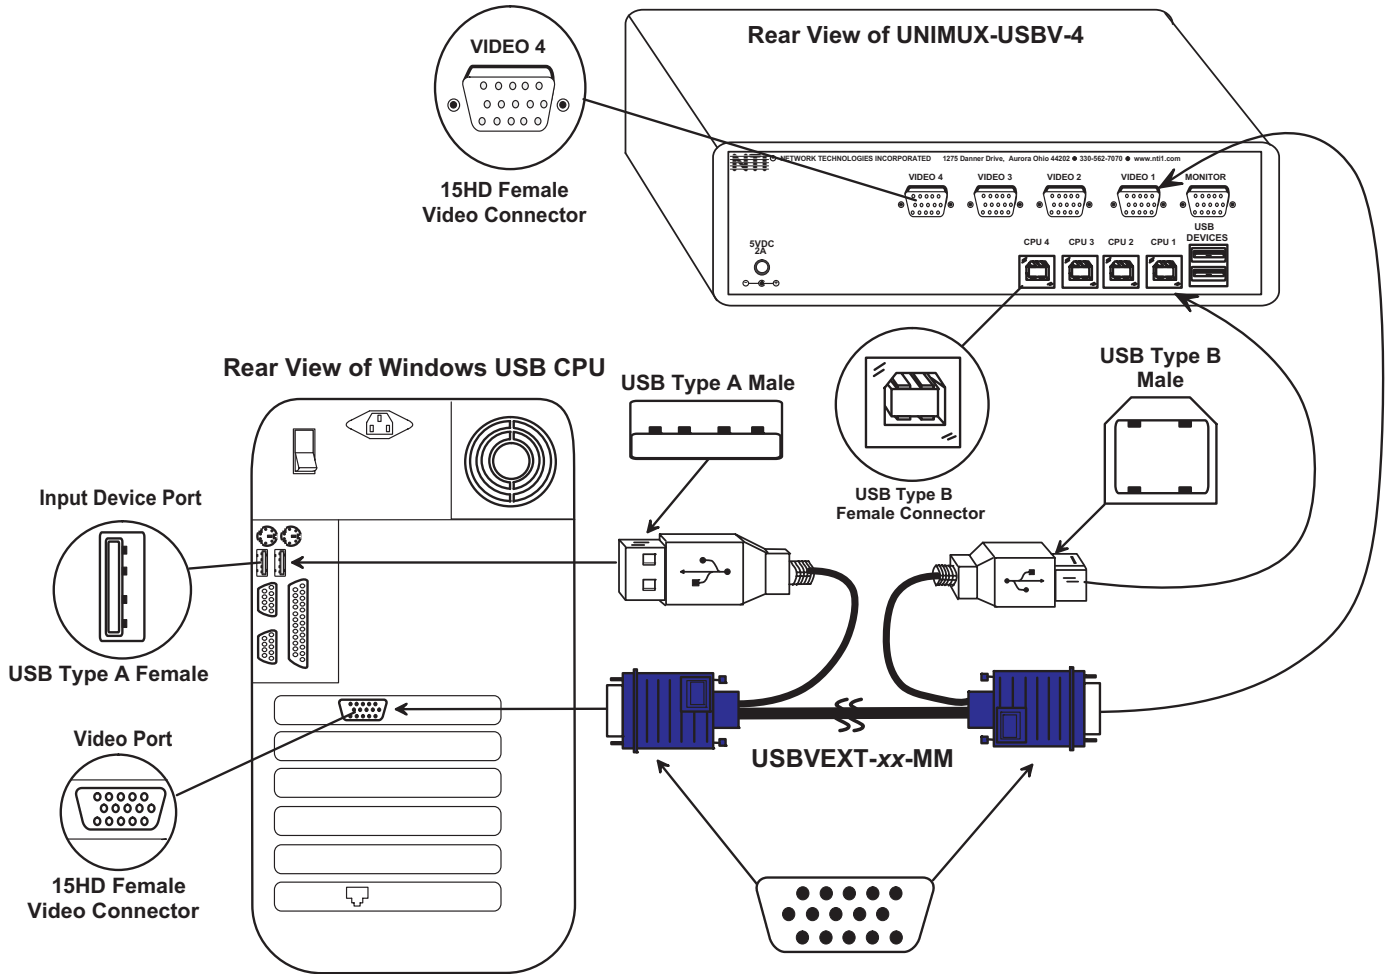 VIDEO 4
15HD Female
Video Connector
Rear View of UNIMUX-USBV-4
NTI NETWORK TECHNOLOGIES INCORPORATED 1275 Danner Drive, Aurora Ohio 44202 ● 330-562-7070 ● www.nti1.com
VIDEO 4 VIDEO 3 VIDEO 2 VIDEO 1 MONITOR
USB
DEVICES
5VDC
2A
CPU 4 CPU 3 CPU 2 CPU 1
Rear View of Windows USB CPU
USB Type A Male
USB Type B
Male
USB Type B
Female Connector
Input Device Port
USB Type A Female
Video Port
15HD Female
Video Connector
USBVEXT-xx-MM